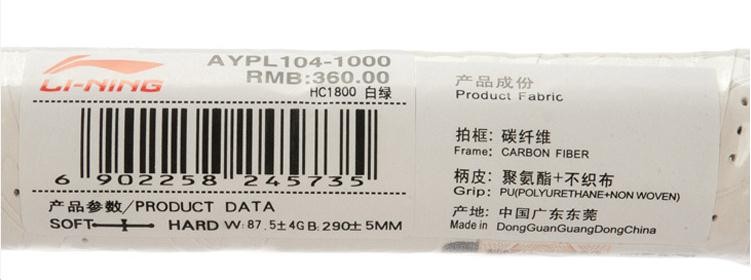 LI-NING
AYPL104-1000
RMB:360.00
HC1800 白绿
6 902258 245735
产品参数/PRODUCT DATA
SOFT HARD W: 87.5±4G B: 290±5MM
产品成份
Product Fabric
拍框: 碳纤维
Frame: CARBON FIBER
柄皮: 聚氨酯+不织布
Grip: PU(POLYURETHANE+NON WOVEN)
产地: 中国广东东莞
Made in DongGuanGuangDongChina